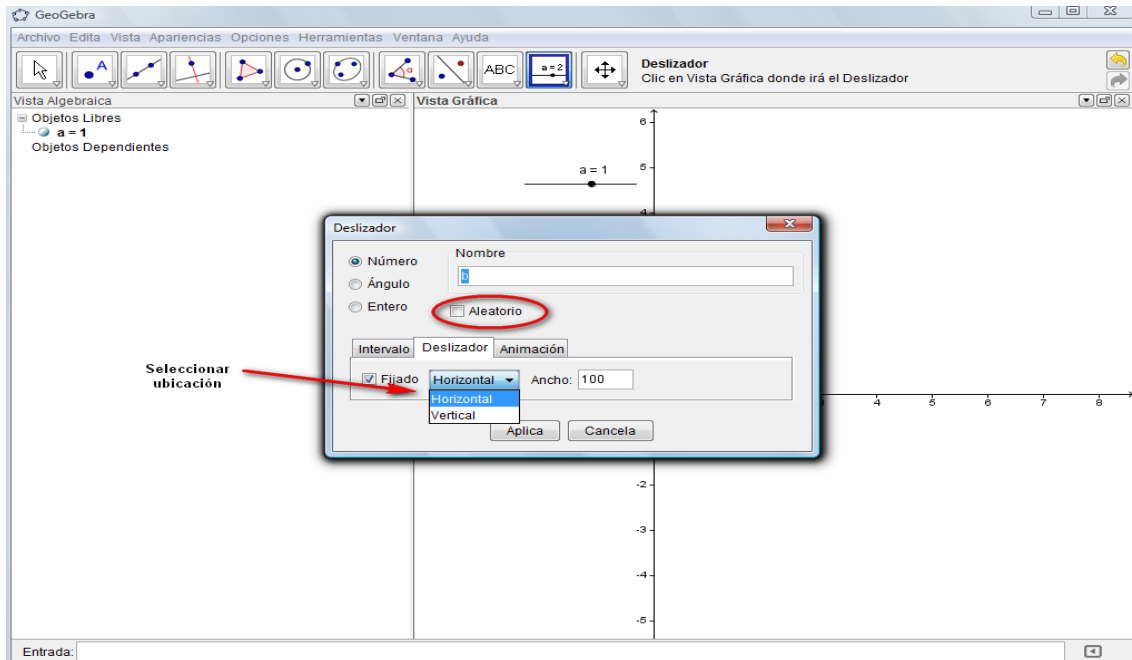 GeoGebra
Archivo Edita Vista Apariencias Opciones Herramientas Ventana Ayuda
A
α
ABC
a = 2
Deslizador
Clic en Vista Gráfica donde irá el Deslizador
Vista Algebraica
Vista Gráfica
Objetos Libres
a = 1
Objetos Dependientes
6
a = 1
5
4
Deslizador
Número
Ángulo
Entero
Nombre
b
Aleatorio
Intervalo Deslizador Animación
Seleccionar
ubicación
Fijado Horizontal Ancho: 100
Horizontal
Vertical
Aplica Cancela
3 4 5 6 7 8
-2
-3
-4
-5
Entrada: